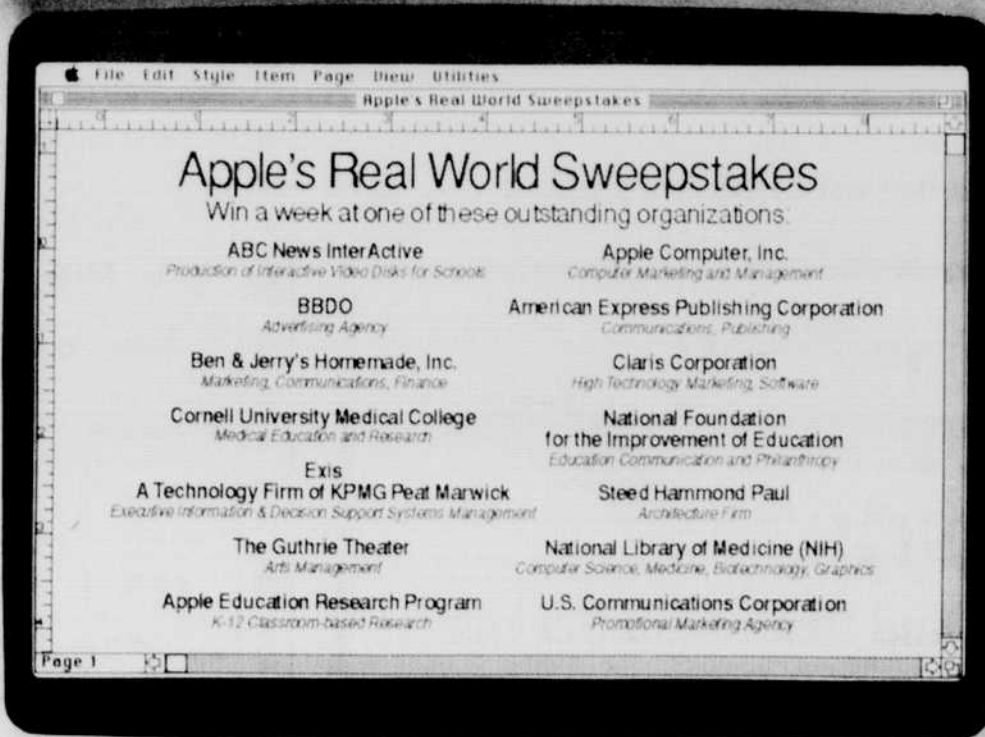 File Edit Style Item Page View Utilities
Apple's Real World Sweepstakes
Apple's Real World Sweepstakes
Win a week at one of these outstanding organizations:
ABC News InterActive
Production of Interactive Video Disks for Schools
BBDO
Advertising Agency
Ben & Jerry's Homemade, Inc.
Marketing, Communications, Finance
Cornell University Medical College
Medical Education and Research
Exis
A Technology Firm of KPMG Peat Marwick
Executive Information & Decision Support Systems Management
The Guthrie Theater
Arts Management
Apple Education Research Program
K-12 Classroom-based Research
Apple Computer, Inc.
Computer Marketing and Management
American Express Publishing Corporation
Communications, Publishing
Claris Corporation
High Technology Marketing, Software
National Foundation
for the Improvement of Education
Education Communication and Philanthropy
Steed Hammond Paul
Architecture Firm
National Library of Medicine (NIH)
Computer Science, Medicine, Biotechnology, Graphics
U.S. Communications Corporation
Promotional Marketing Agency
Page 1